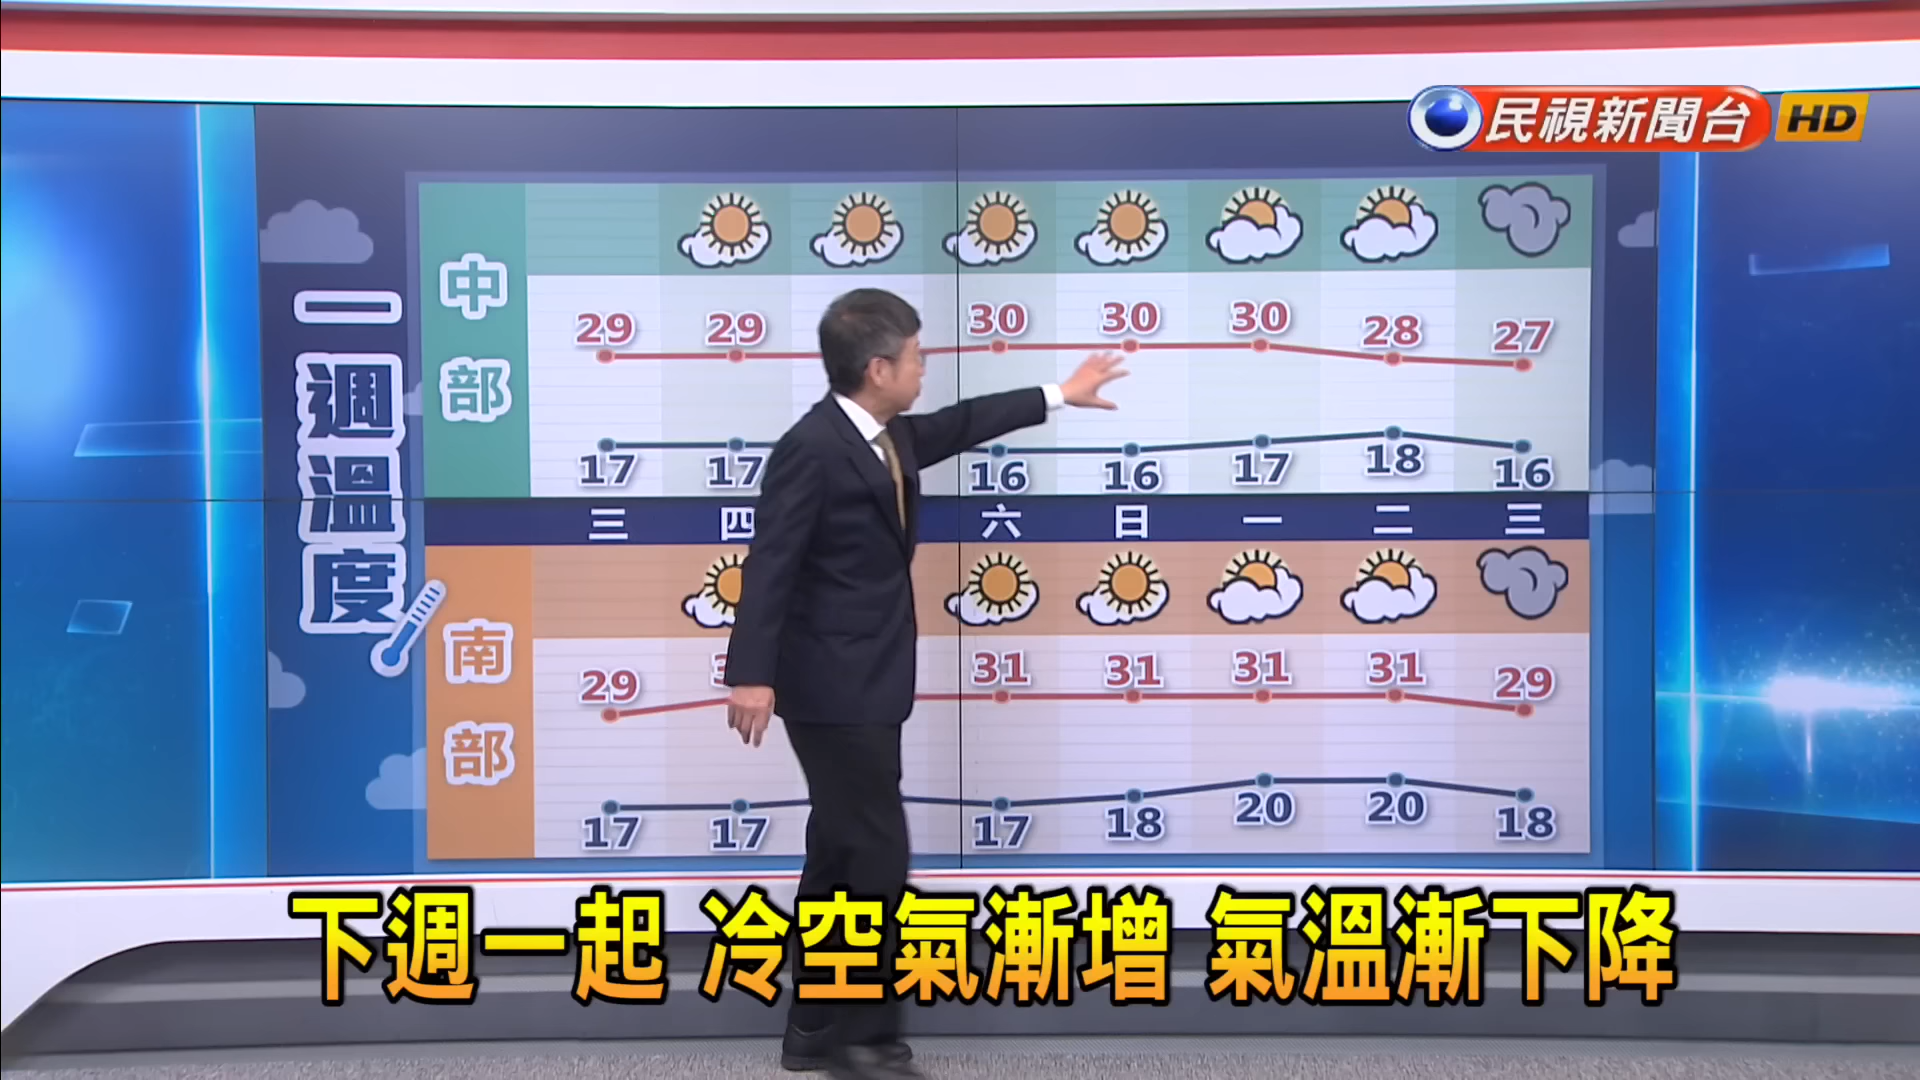 民視新聞台 HD
一週溫度
中部
29 29 30 30 30 28 27
17 17 16 16 17 18 16
三 四 六 日 一 二 三
南部
29 31 31 31 31 29
17 17 17 18 20 20 18
下週一起 冷空氣漸增 氣溫漸下降